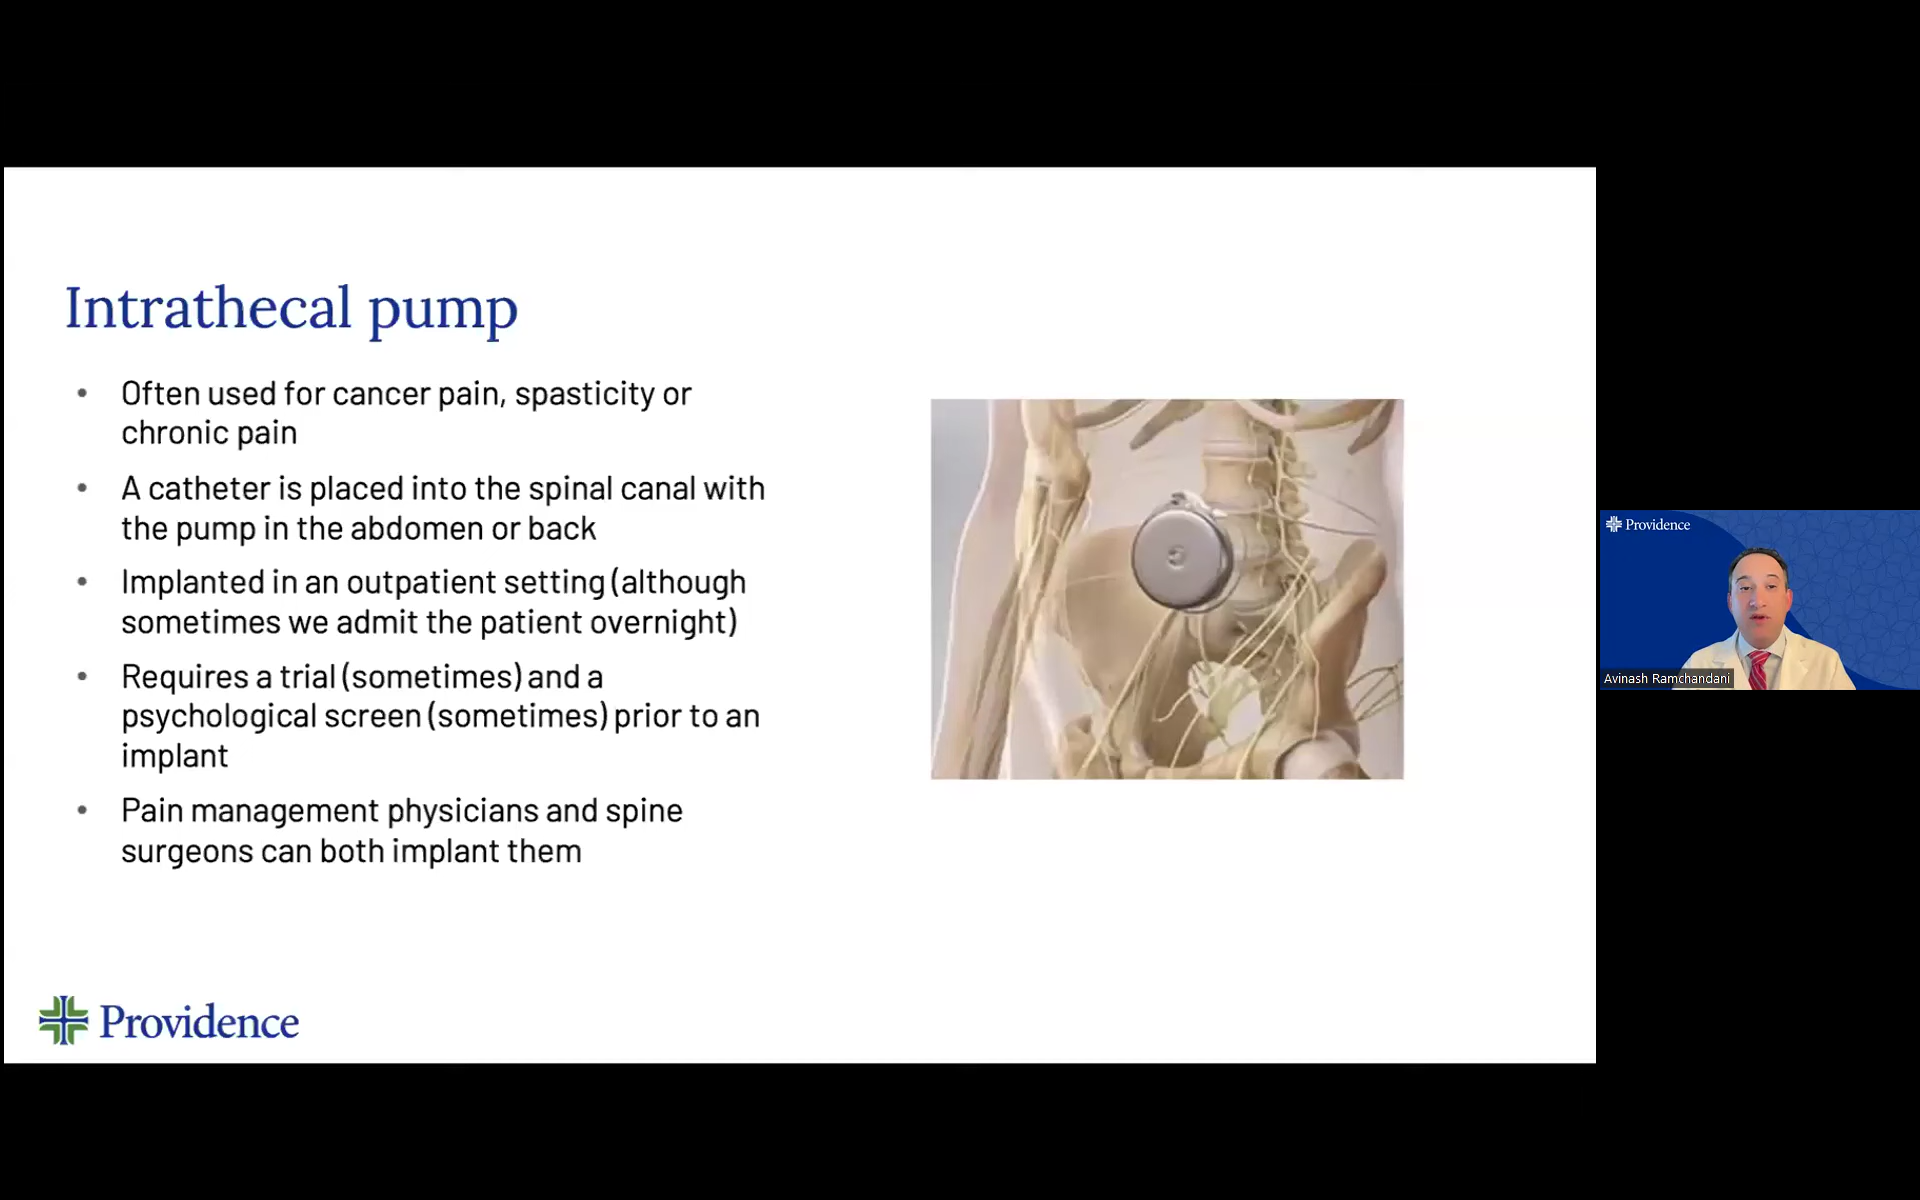 Intrathecal pump
• Often used for cancer pain, spasticity or
chronic pain
• A catheter is placed into the spinal canal with
the pump in the abdomen or back
• Implanted in an outpatient setting (although
sometimes we admit the patient overnight)
• Requires a trial (sometimes) and a
psychological screen (sometimes) prior to an
implant
• Pain management physicians and spine
surgeons can both implant them
Providence
Providence
Avinash Ramchandani